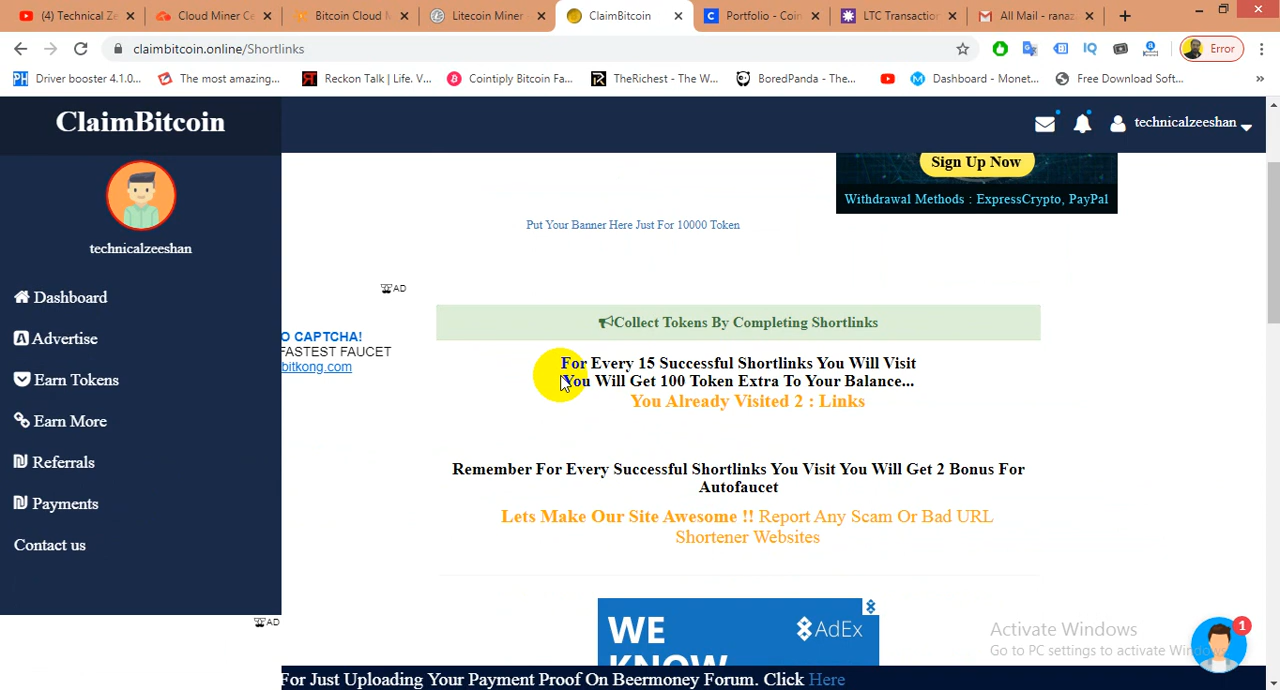 (4) Technical Ze
Cloud Miner Ce
Bitcoin Cloud M
Litecoin Miner
ClaimBitcoin
Portfolio - Coin
LTC Transaction
All Mail - ranaz
claimbitcoin.online/Shortlinks
IQ
Error
PH Driver booster 4.1.0...
The most amazing...
RT Reckon Talk | Life. V...
Cointiply Bitcoin Fa...
R TheRichest - The W...
BoredPanda - The...
Dashboard - Monet...
Free Download Soft...
»
ClaimBitcoin
technicalzeeshan
technicalzeeshan
Dashboard
Advertise
Earn Tokens
Earn More
Referrals
Payments
Contact us
Sign Up Now
Withdrawal Methods : ExpressCrypto, PayPal
Put Your Banner Here Just For 10000 Token
AD
O CAPTCHA!
FASTEST FAUCET
bitkong.com
Collect Tokens By Completing Shortlinks
For Every 15 Successful Shortlinks You Will Visit
You Will Get 100 Token Extra To Your Balance...
You Already Visited 2 : Links
Remember For Every Successful Shortlinks You Visit You Will Get 2 Bonus For
Autofaucet
Lets Make Our Site Awesome !! Report Any Scam Or Bad URL
Shortener Websites
AD
WE
KNOW
AdEx
Activate Windows
Go to PC settings to activate Windo
1
For Just Uploading Your Payment Proof On Beermoney Forum. Click Here